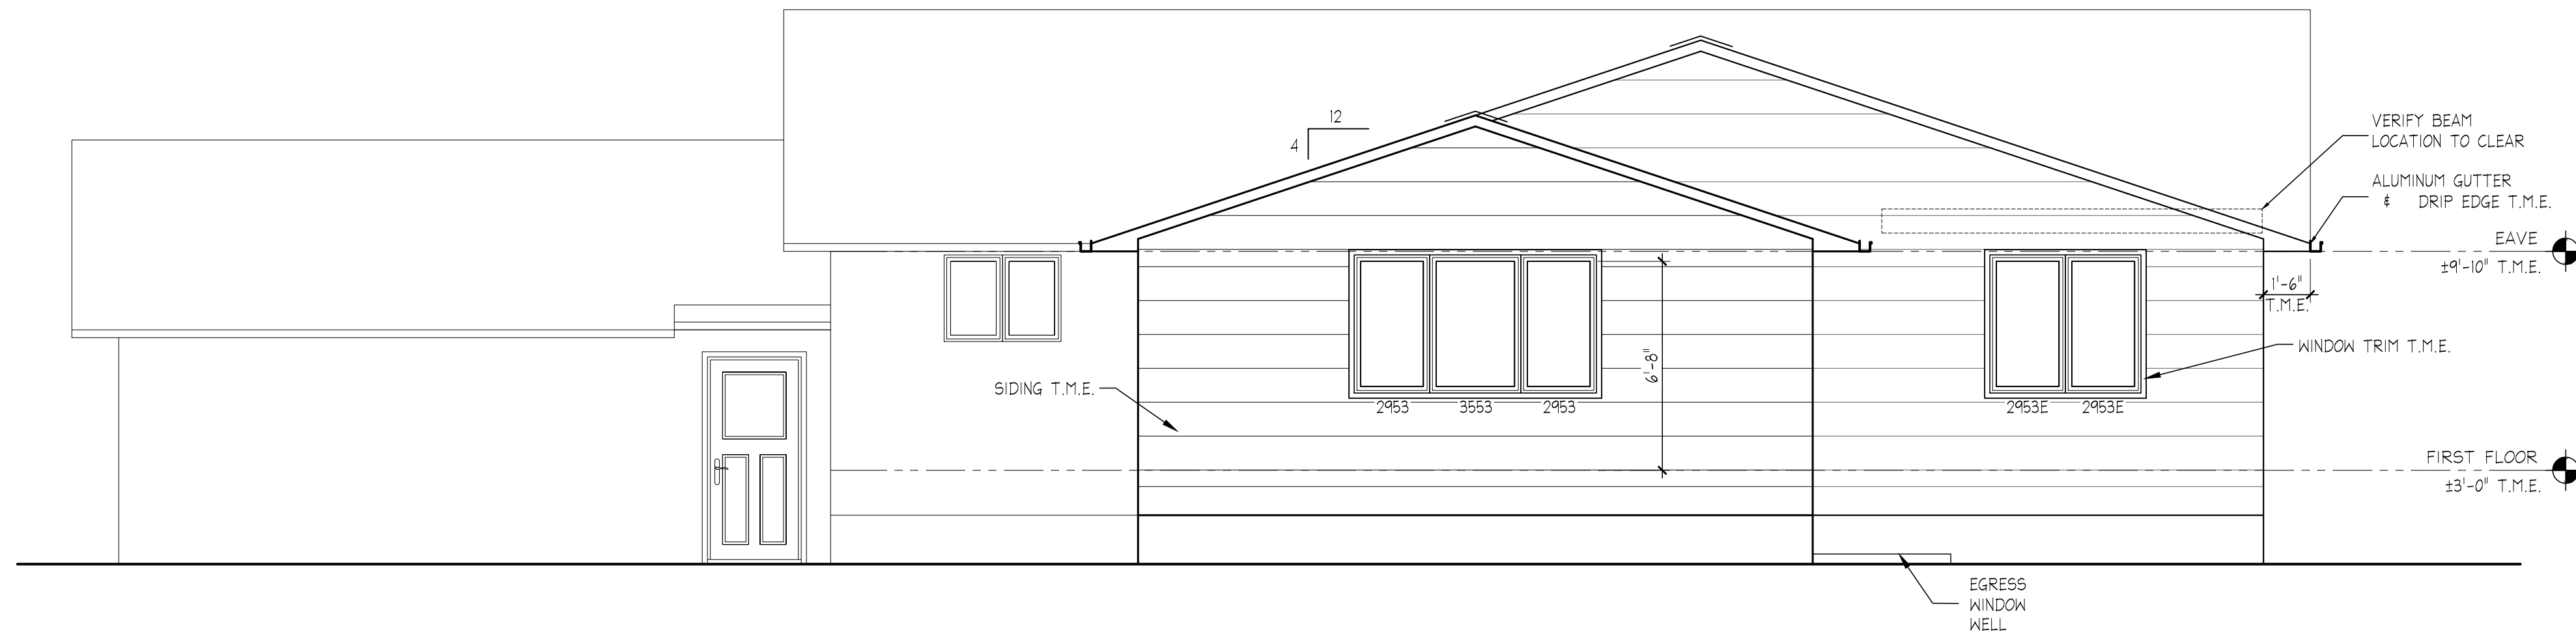 12
4
VERIFY BEAM
LOCATION TO CLEAR
ALUMINUM GUTTER
& DRIP EDGE T.M.E.
EAVE
±9'-10" T.M.E.
1'-6"
T.M.E.
6'-8"
WINDOW TRIM T.M.E.
SIDING T.M.E.
2953 3553 2953
2953E 2953E
FIRST FLOOR
±3'-0" T.M.E.
EGRESS
WINDOW
WELL